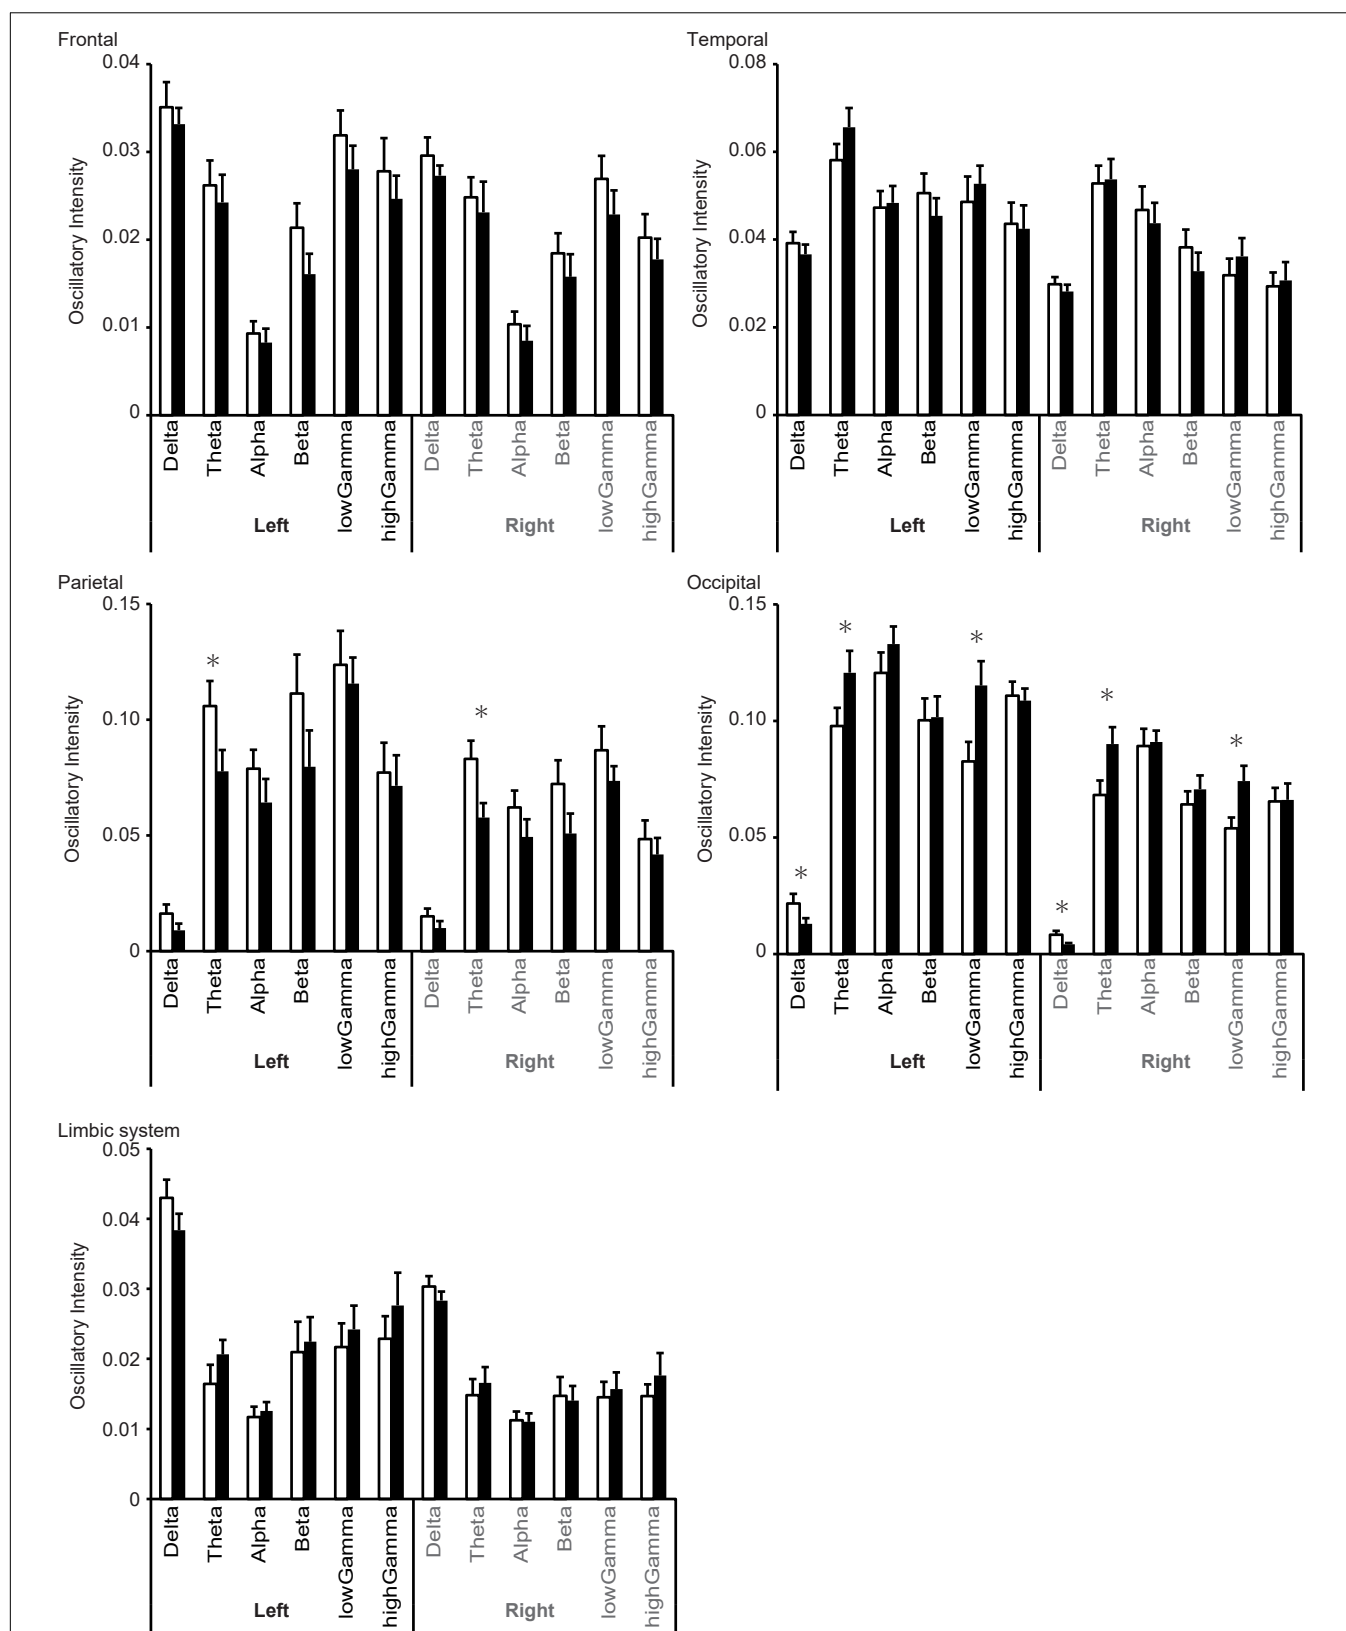 Frontal
0.04
0.03
0.02
0.01
0
Oscillatory Intensity
Delta
Theta
Alpha
Beta
lowGamma
highGamma
Delta
Theta
Alpha
Beta
lowGamma
highGamma
Left
Right
Temporal
0.08
0.06
0.04
0.02
0
Oscillatory Intensity
Delta
Theta
Alpha
Beta
lowGamma
highGamma
Delta
Theta
Alpha
Beta
lowGamma
highGamma
Left
Right
Parietal
0.15
0.10
0.05
0
Oscillatory Intensity
*
*
Delta
Theta
Alpha
Beta
lowGamma
highGamma
Delta
Theta
Alpha
Beta
lowGamma
highGamma
Left
Right
Occipital
0.15
0.10
0.05
0
Oscillatory Intensity
*
*
*
*
*
*
Delta
Theta
Alpha
Beta
lowGamma
highGamma
Delta
Theta
Alpha
Beta
lowGamma
highGamma
Left
Right
Limbic system
0.05
0.04
0.03
0.02
0.01
0
Oscillatory Intensity
Delta
Theta
Alpha
Beta
lowGamma
highGamma
Delta
Theta
Alpha
Beta
lowGamma
highGamma
Left
Right